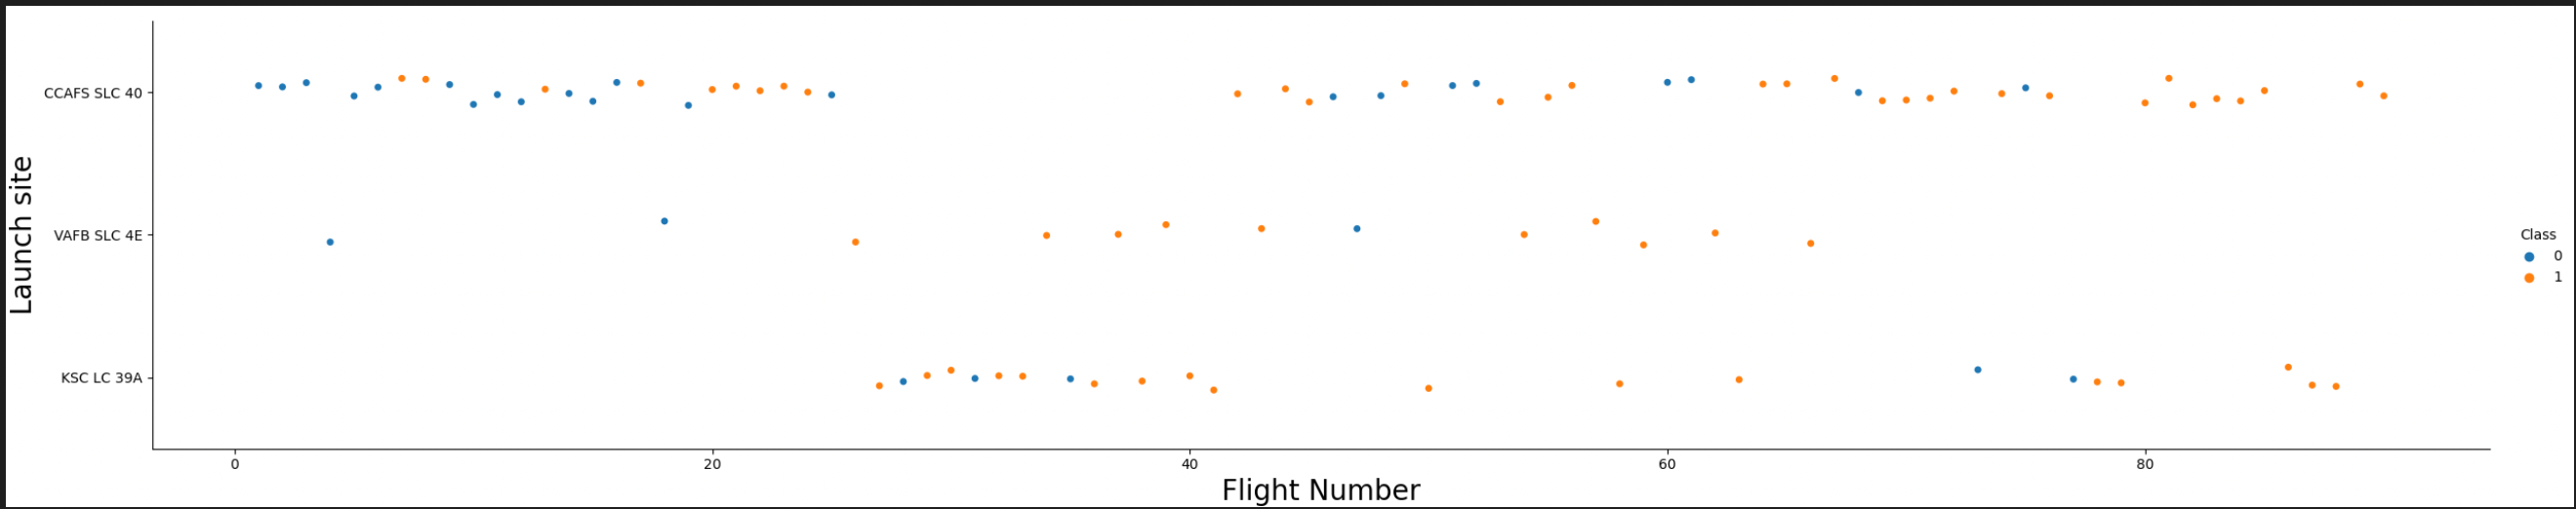 Launch site
CCAFS SLC 40
VAFB SLC 4E
KSC LC 39A
0 20 40 60 80
Flight Number
Class
0
1